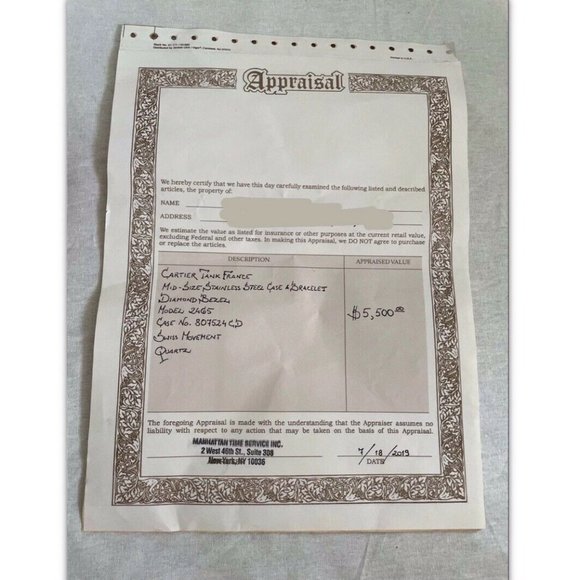 Appraisal
We hereby certify that we have this day carefully examined the following listed and described
articles, the property of:
NAME
ADDRESS
We estimate the value as listed for insurance or other purposes at the current retail value,
excluding Federal and other taxes. In making this Appraisal, we DO NOT agree to purchase
or replace the articles.
DESCRIPTION APPRAISED VALUE
CARTIER TANK FRANCE
MID-SIZE, STAINLESS STEEL CASE & BRACELET
DIAMOND BEZEL
MODEL 2465
CASE NO. 807524CD
SWISS MOVEMENT
QUARTZ
$5,500.00
The foregoing Appraisal is made with the understanding that the Appraiser assumes no
liability with respect to any action that may be taken on the basis of this Appraisal.
MANHATTAN TIME SERVICE INC.
2 West 46th St., Suite 308
New York, NY 10036
7/18/2019
DATE